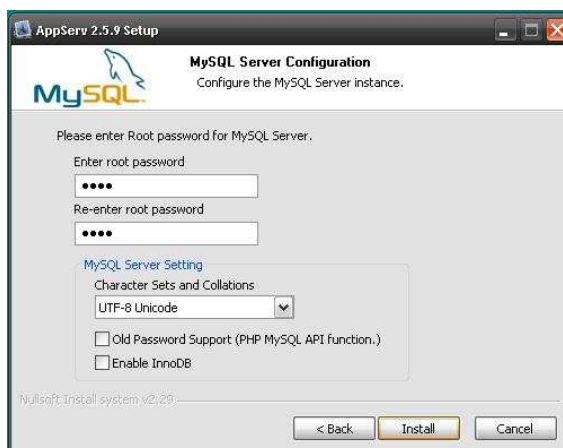 AppServ 2.5.9 Setup
MySQL
MySQL Server Configuration
Configure the MySQL Server instance.
Please enter Root password for MySQL Server.
Enter root password
••••
Re-enter root password
••••
MySQL Server Setting
Character Sets and Collations
UTF-8 Unicode
Old Password Support (PHP MySQL API function.)
Enable InnoDB
Nullsoft Install system v2.29
< Back Install Cancel